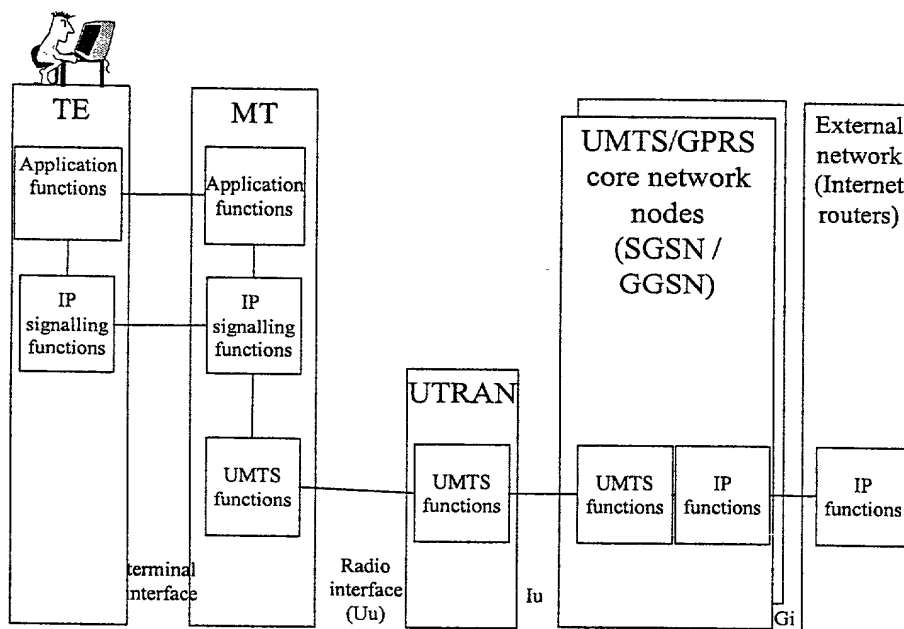 TE
Application
functions
IP
signalling
functions
terminal
interface
MT
Application
functions
IP
signalling
functions
UMTS
functions
Radio
interface
(Uu)
UTRAN
UMTS
functions
Iu
UMTS/GPRS
core network
nodes
(SGSN /
GGSN)
UMTS
functions
IP
functions
Gi
External
network
(Internet
routers)
IP
functions